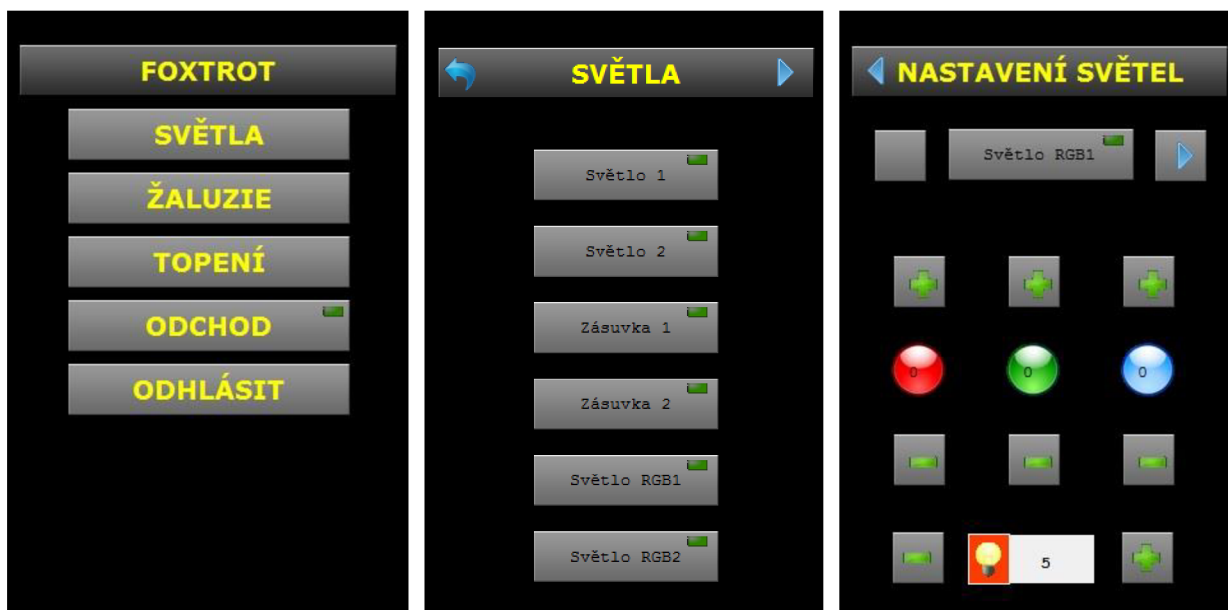 FOXTROT
SVĚTLA
ŽALUZIE
TOPENÍ
ODCHOD
ODHLÁSIT
SVĚTLA
Světlo 1
Světlo 2
Zásuvka 1
Zásuvka 2
Světlo RGB1
Světlo RGB2
NASTAVENÍ SVĚTEL
Světlo RGB1
0 0 0
5